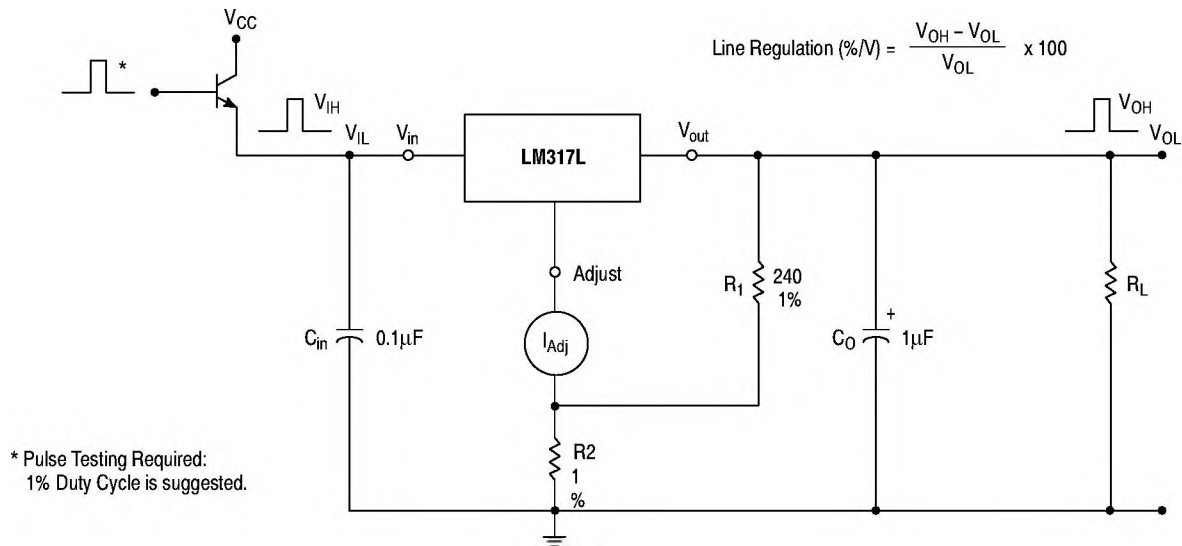 V_CC
Line Regulation (%/V) = (V_OH – V_OL) / V_OL x 100
*
V_IH
V_IL
V_in
LM317L
V_out
V_OH
V_OL
Adjust
R_1
240
1%
R_L
C_in
0.1μF
I_Adj
C_O
+
1μF
R2
1
%
* Pulse Testing Required:
1% Duty Cycle is suggested.